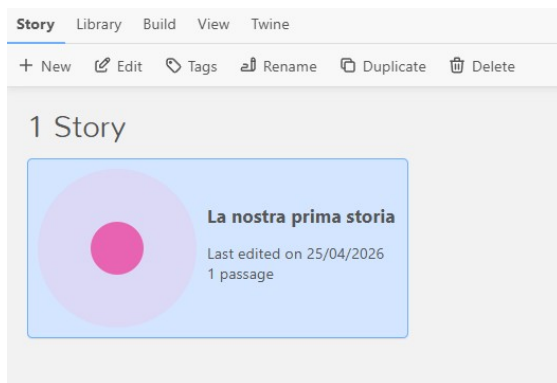 Story Library Build View Twine
New Edit Tags Rename Duplicate Delete
1 Story
La nostra prima storia
Last edited on 25/04/2026
1 passage